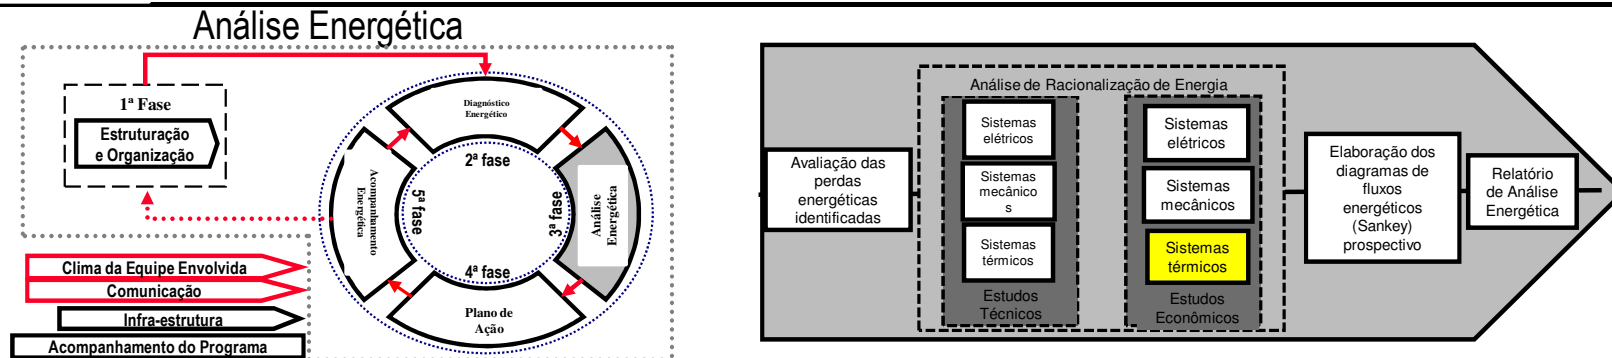 Análise Energética
1ª Fase
Estruturação
e Organização
Diagnóstico
Energético
2ª fase
Análise
Energética
3ª fase
4ª fase
Plano de
Ação
5ª fase
Acompanhamento
Energética
Clima da Equipe Envolvida
Comunicação
Infra-estrutura
Acompanhamento do Programa
Avaliação das
perdas
energéticas
identificadas
Análise de Racionalização de Energia
Sistemas
elétricos
Sistemas
mecânico
s
Sistemas
térmicos
Estudos
Técnicos
Sistemas
elétricos
Sistemas
mecânicos
Sistemas
térmicos
Estudos
Econômicos
Elaboração dos
diagramas de
fluxos
energéticos
(Sankey)
prospectivo
Relatório
de Análise
Energética